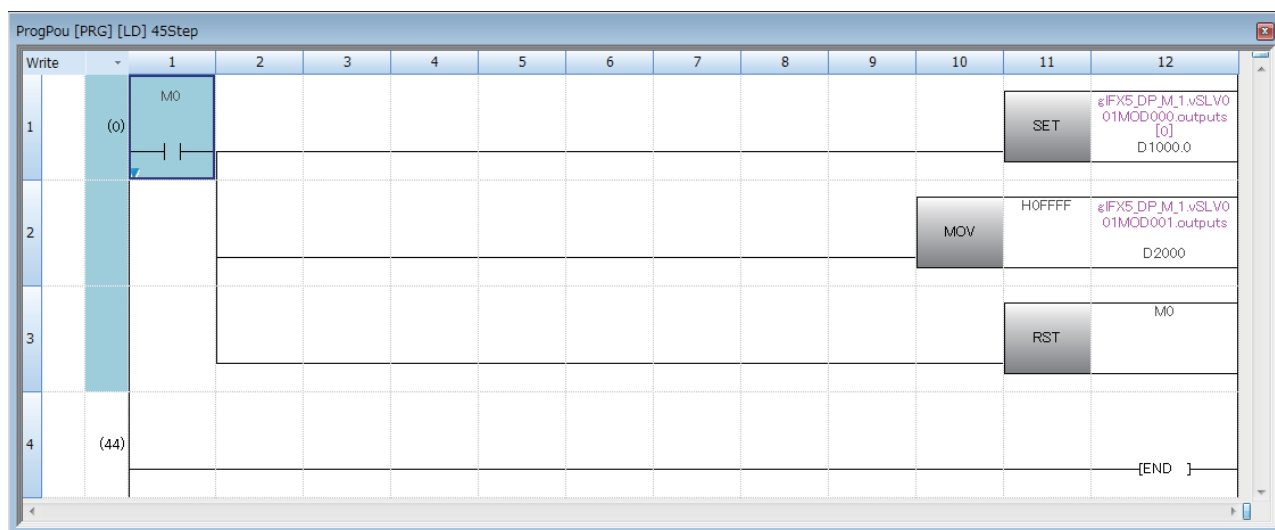 ProgPou [PRG] [LD] 45Step
Write 1 2 3 4 5 6 7 8 9 10 11 12
1 (0) M0 SET gIFX5_DP_M_1.vSLV0
01MOD000.outputs
[0]
D1000.0
2 MOV H0FFFF gIFX5_DP_M_1.vSLV0
01MOD001.outputs
D2000
3 RST M0
4 (44) [END ]